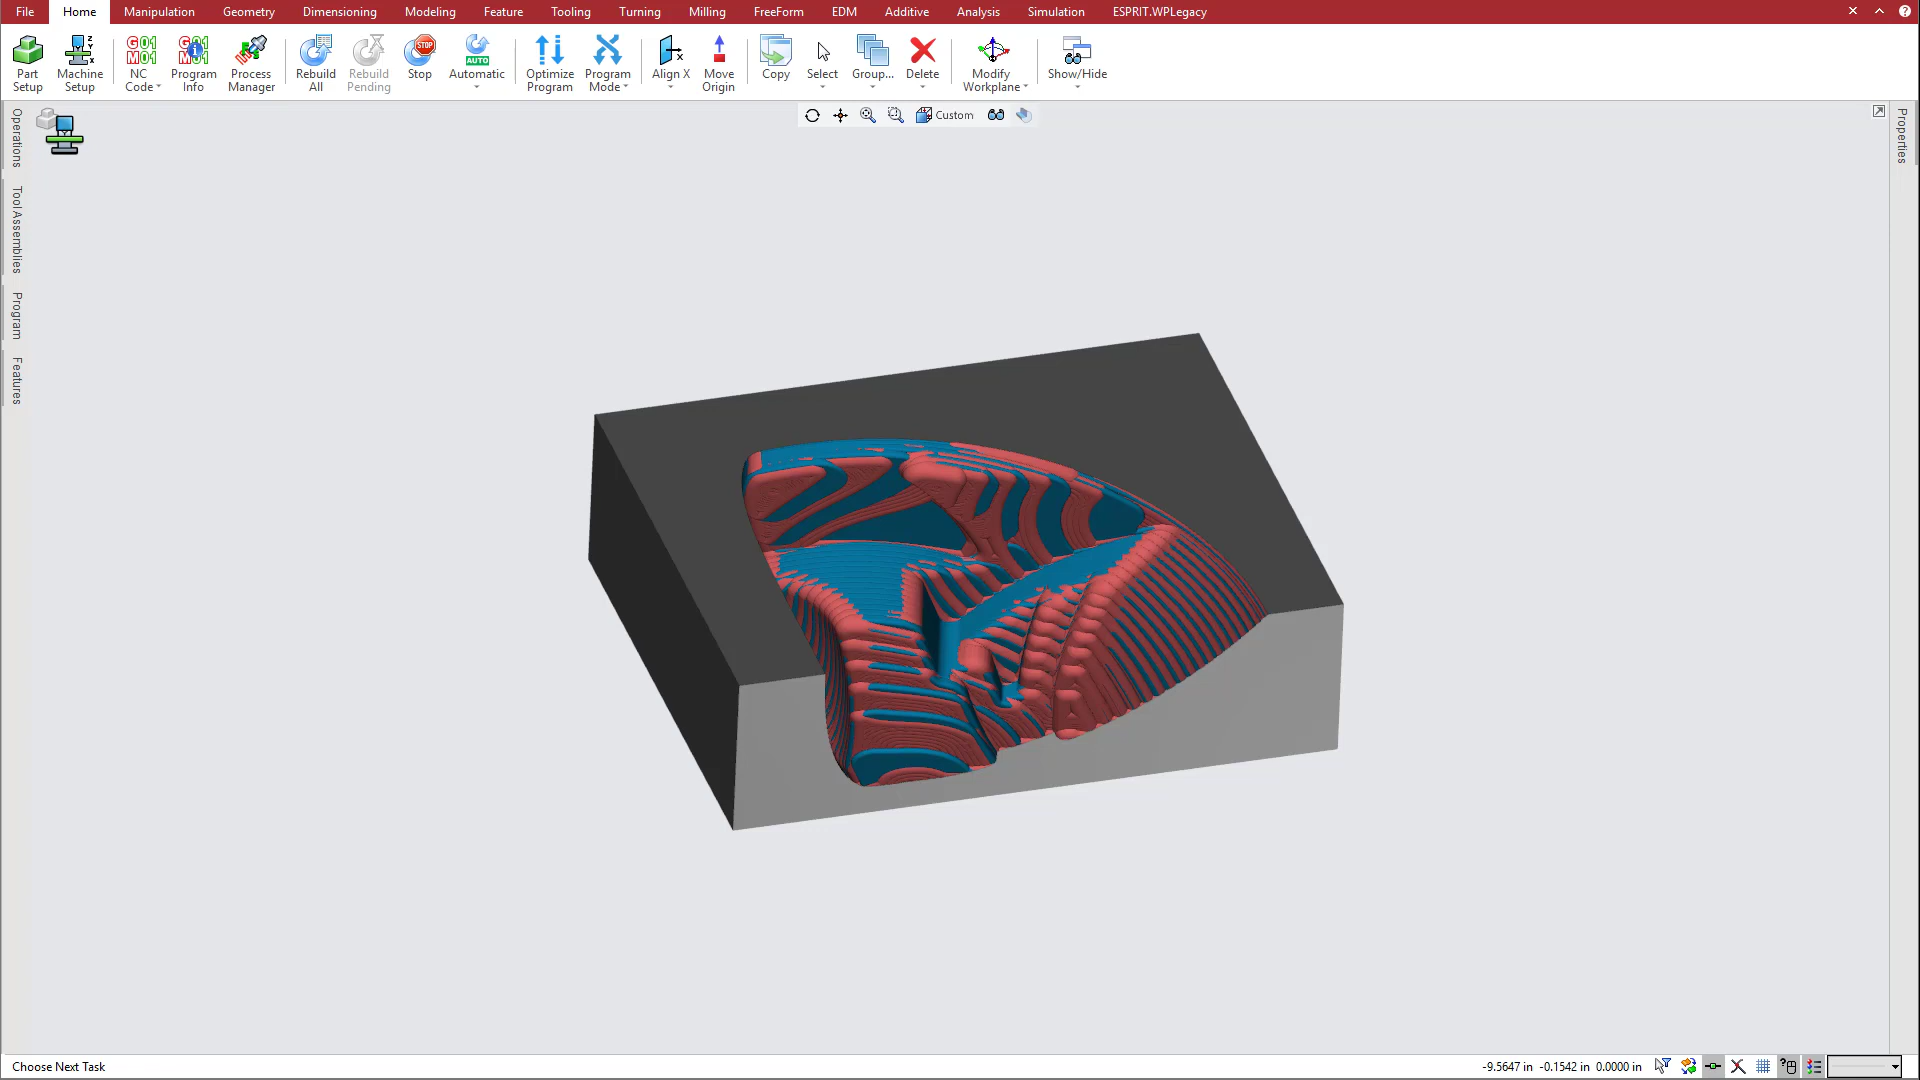 File Home Manipulation Geometry Dimensioning Modeling Feature Tooling Turning Milling FreeForm EDM Additive Analysis Simulation ESPRIT.WPLegacy
Part Setup
Machine Setup
NC Code
Program Info
Process Manager
Rebuild All
Rebuild Pending
Stop
AUTO
Automatic
Optimize Program
Program Mode
Align X
Move Origin
Copy
Select
Group...
Delete
Modify Workplane
Show/Hide
Custom
Operations
Tool Assemblies
Program
Features
Properties
Choose Next Task
-9.5647 in -0.1542 in 0.0000 in